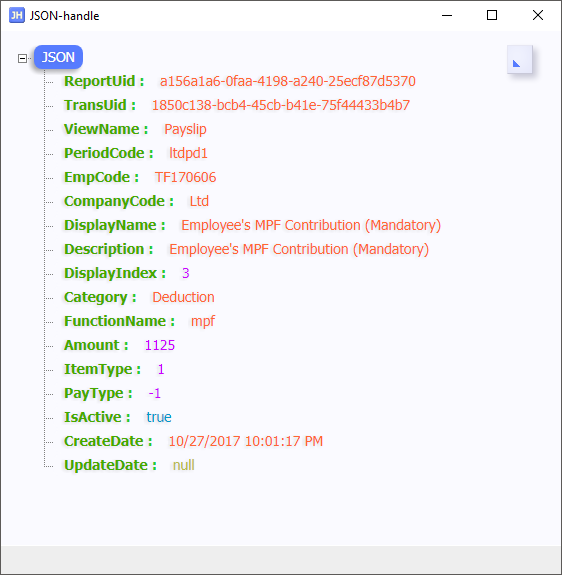 JH JSON-handle
JSON
ReportUid : a156a1a6-0faa-4198-a240-25ecf87d5370
TransUid : 1850c138-bcb4-45cb-b41e-75f44433b4b7
ViewName : Payslip
PeriodCode : ltdpd1
EmpCode : TF170606
CompanyCode : Ltd
DisplayName : Employee's MPF Contribution (Mandatory)
Description : Employee's MPF Contribution (Mandatory)
DisplayIndex : 3
Category : Deduction
FunctionName : mpf
Amount : 1125
ItemType : 1
PayType : -1
IsActive : true
CreateDate : 10/27/2017 10:01:17 PM
UpdateDate : null